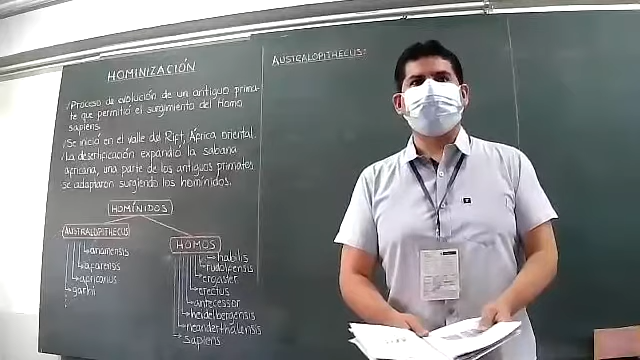 HOMINIZACIÓN
/Proceso de evolución de un antiguo prima-
te que permitió el surgimiento del Homo
sapiens.
/Se inició en el valle del Rift, África oriental.
/La desertificación expandió la sabana
africana, una parte de los antiguos primates
se adaptaron surgiendo los homínidos.
HOMÍNIDOS
AUSTRALOPITHECUS
anamensis
afarensis
africanus
garhi
HOMOS
habilis
rudolfensis
ergaster
erectus
antecessor
heidelbergensis
neanderthalensis
sapiens
AUSTRALOPITHECUS: